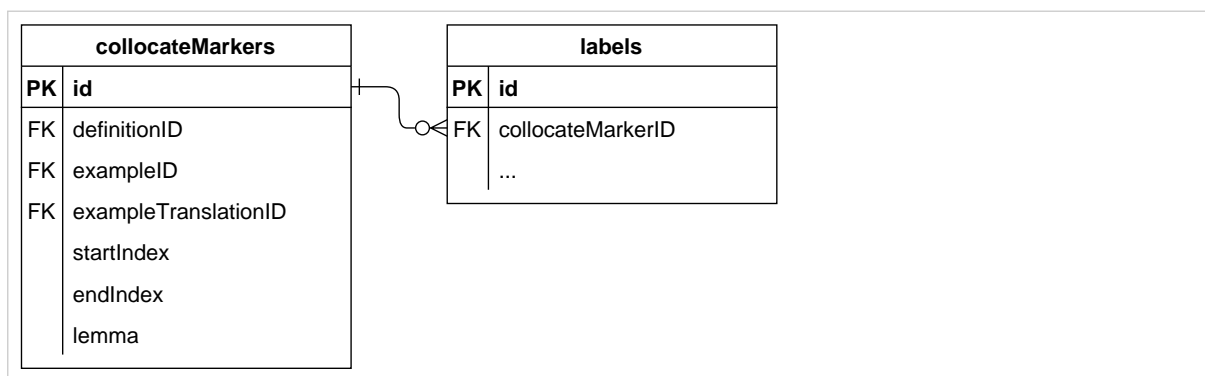 collocateMarkers
PK id
FK definitionID
FK exampleID
FK exampleTranslationID
startIndex
endIndex
lemma
labels
PK id
FK collocateMarkerID
...